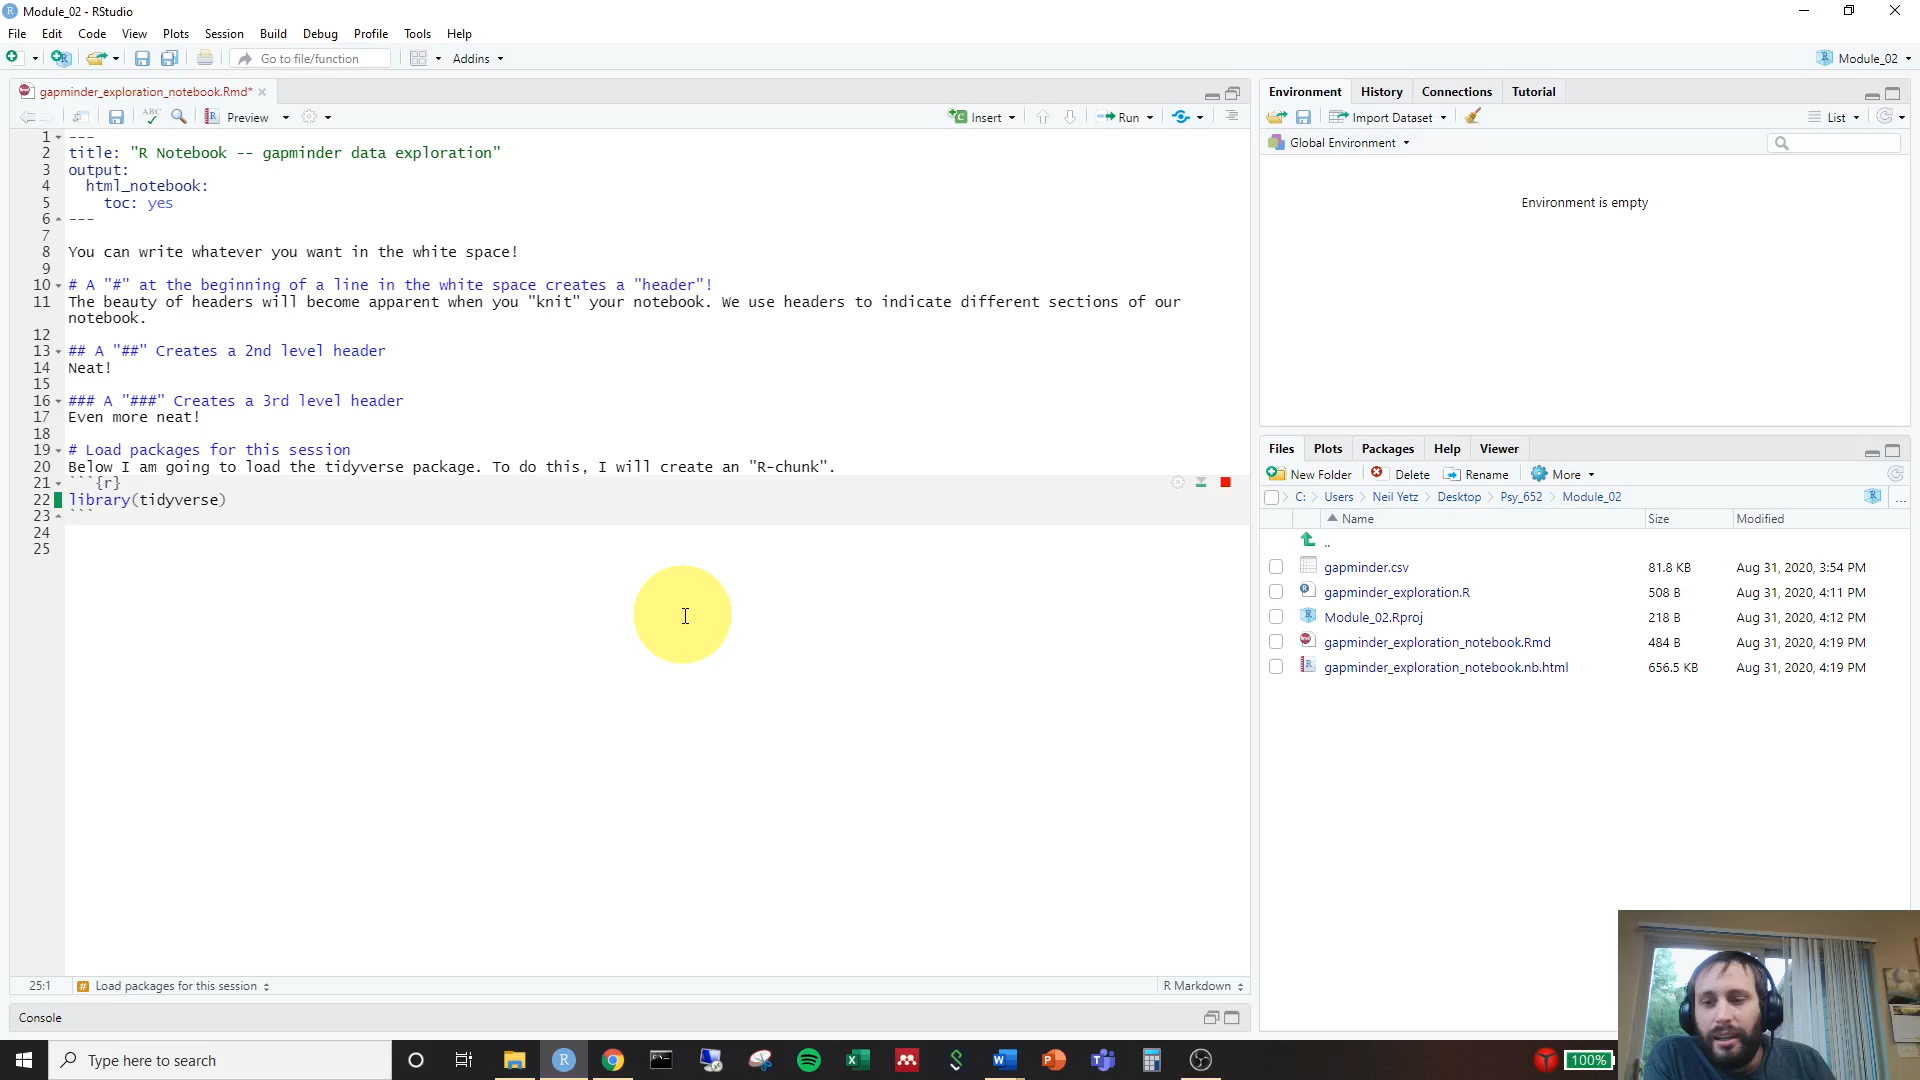 Module_02 - RStudio
File Edit Code View Plots Session Build Debug Profile Tools Help
Go to file/function Addins Module_02
gapminder_exploration_notebook.Rmd*
ABC Preview Insert Run
1 ---
2 title: "R Notebook -- gapminder data exploration"
3 output:
4 html_notebook:
5 toc: yes
6 ---
7
8 You can write whatever you want in the white space!
9
10 # A "#" at the beginning of a line in the white space creates a "header"!
11 The beauty of headers will become apparent when you "knit" your notebook. We use headers to indicate different sections of our
notebook.
12
13 ## A "##" Creates a 2nd level header
14 Neat!
15
16 ### A "###" Creates a 3rd level header
17 Even more neat!
18
19 # Load packages for this session
20 Below I am going to load the tidyverse package. To do this, I will create an "R-chunk".
21 ```{r}
22 library(tidyverse)
23 ```
24
25
25:1 # Load packages for this session R Markdown
Console
Environment History Connections Tutorial
Import Dataset List
Global Environment
Environment is empty
Files Plots Packages Help Viewer
New Folder Delete Rename More
C: Users Neil Yetz Desktop Psy_652 Module_02 ...
Name Size Modified
..
gapminder.csv 81.8 KB Aug 31, 2020, 3:54 PM
gapminder_exploration.R 508 B Aug 31, 2020, 4:11 PM
Module_02.Rproj 218 B Aug 31, 2020, 4:12 PM
gapminder_exploration_notebook.Rmd 484 B Aug 31, 2020, 4:19 PM
gapminder_exploration_notebook.nb.html 656.5 KB Aug 31, 2020, 4:19 PM
Type here to search
100%